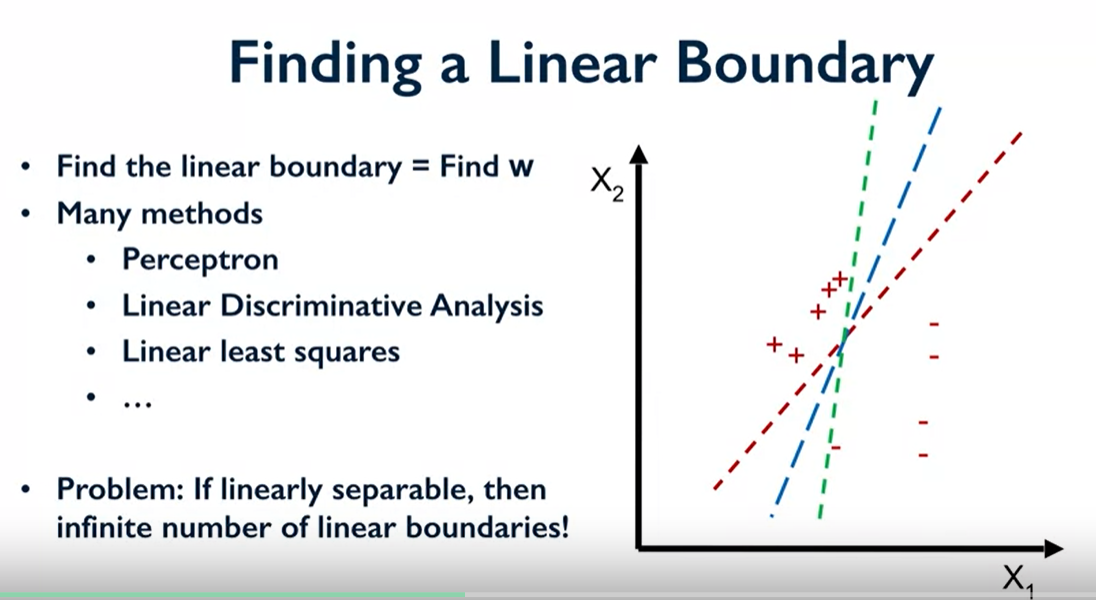 Finding a Linear Boundary
• Find the linear boundary = Find w
• Many methods
• Perceptron
• Linear Discriminative Analysis
• Linear least squares
• ...
• Problem: If linearly separable, then
infinite number of linear boundaries!
X2
X1